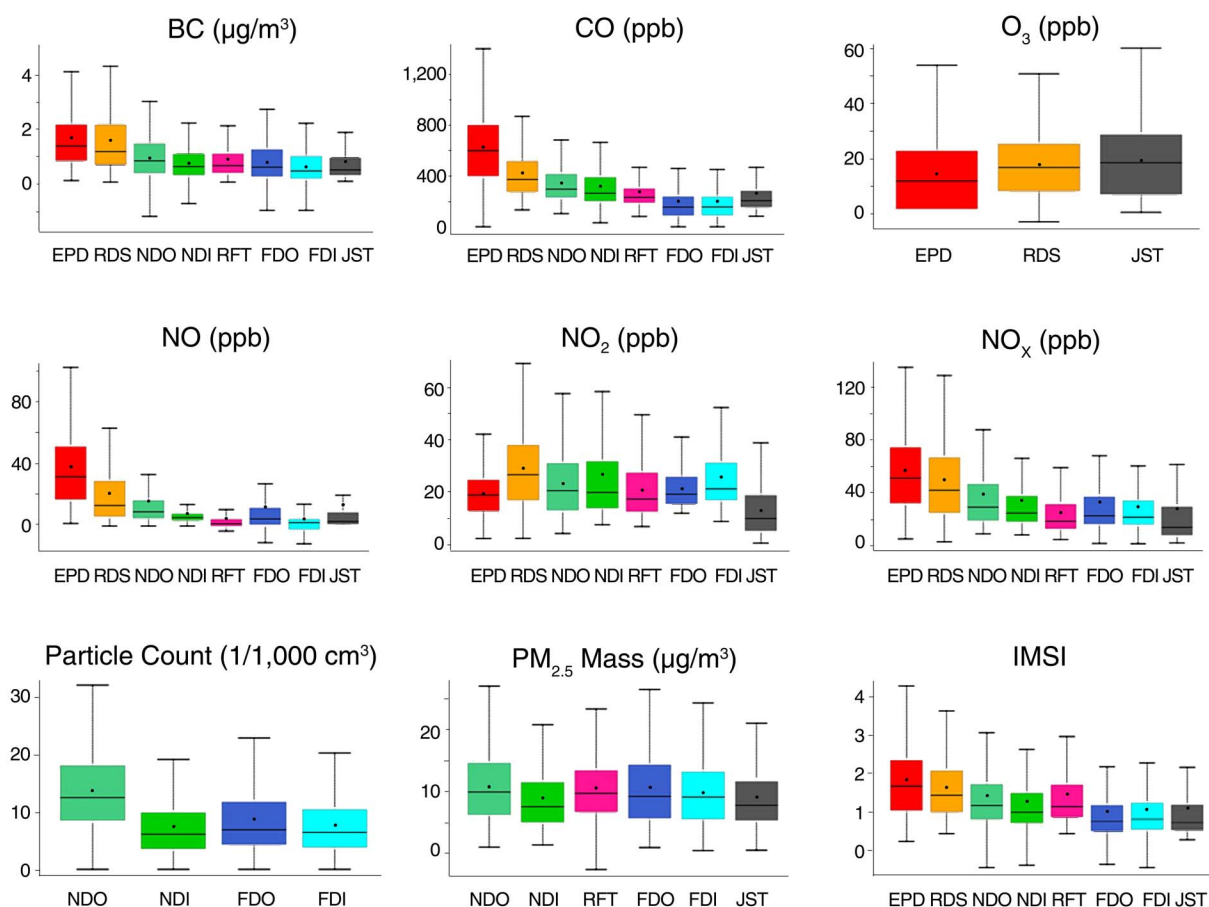 BC (µg/m³)
4
2
0
EPD RDS NDO NDI RFT FDO FDI JST
CO (ppb)
1,200
800
400
0
EPD RDS NDO NDI RFT FDO FDI JST
O₃ (ppb)
60
40
20
0
EPD RDS JST
NO (ppb)
80
40
0
EPD RDS NDO NDI RFT FDO FDI JST
NO₂ (ppb)
60
40
20
0
EPD RDS NDO NDI RFT FDO FDI JST
NOₓ (ppb)
120
80
40
0
EPD RDS NDO NDI RFT FDO FDI JST
Particle Count (1/1,000 cm³)
30
20
10
0
NDO NDI FDO FDI
PM₂.₅ Mass (µg/m³)
20
10
0
NDO NDI RFT FDO FDI JST
IMSI
4
3
2
1
0
EPD RDS NDO NDI RFT FDO FDI JST